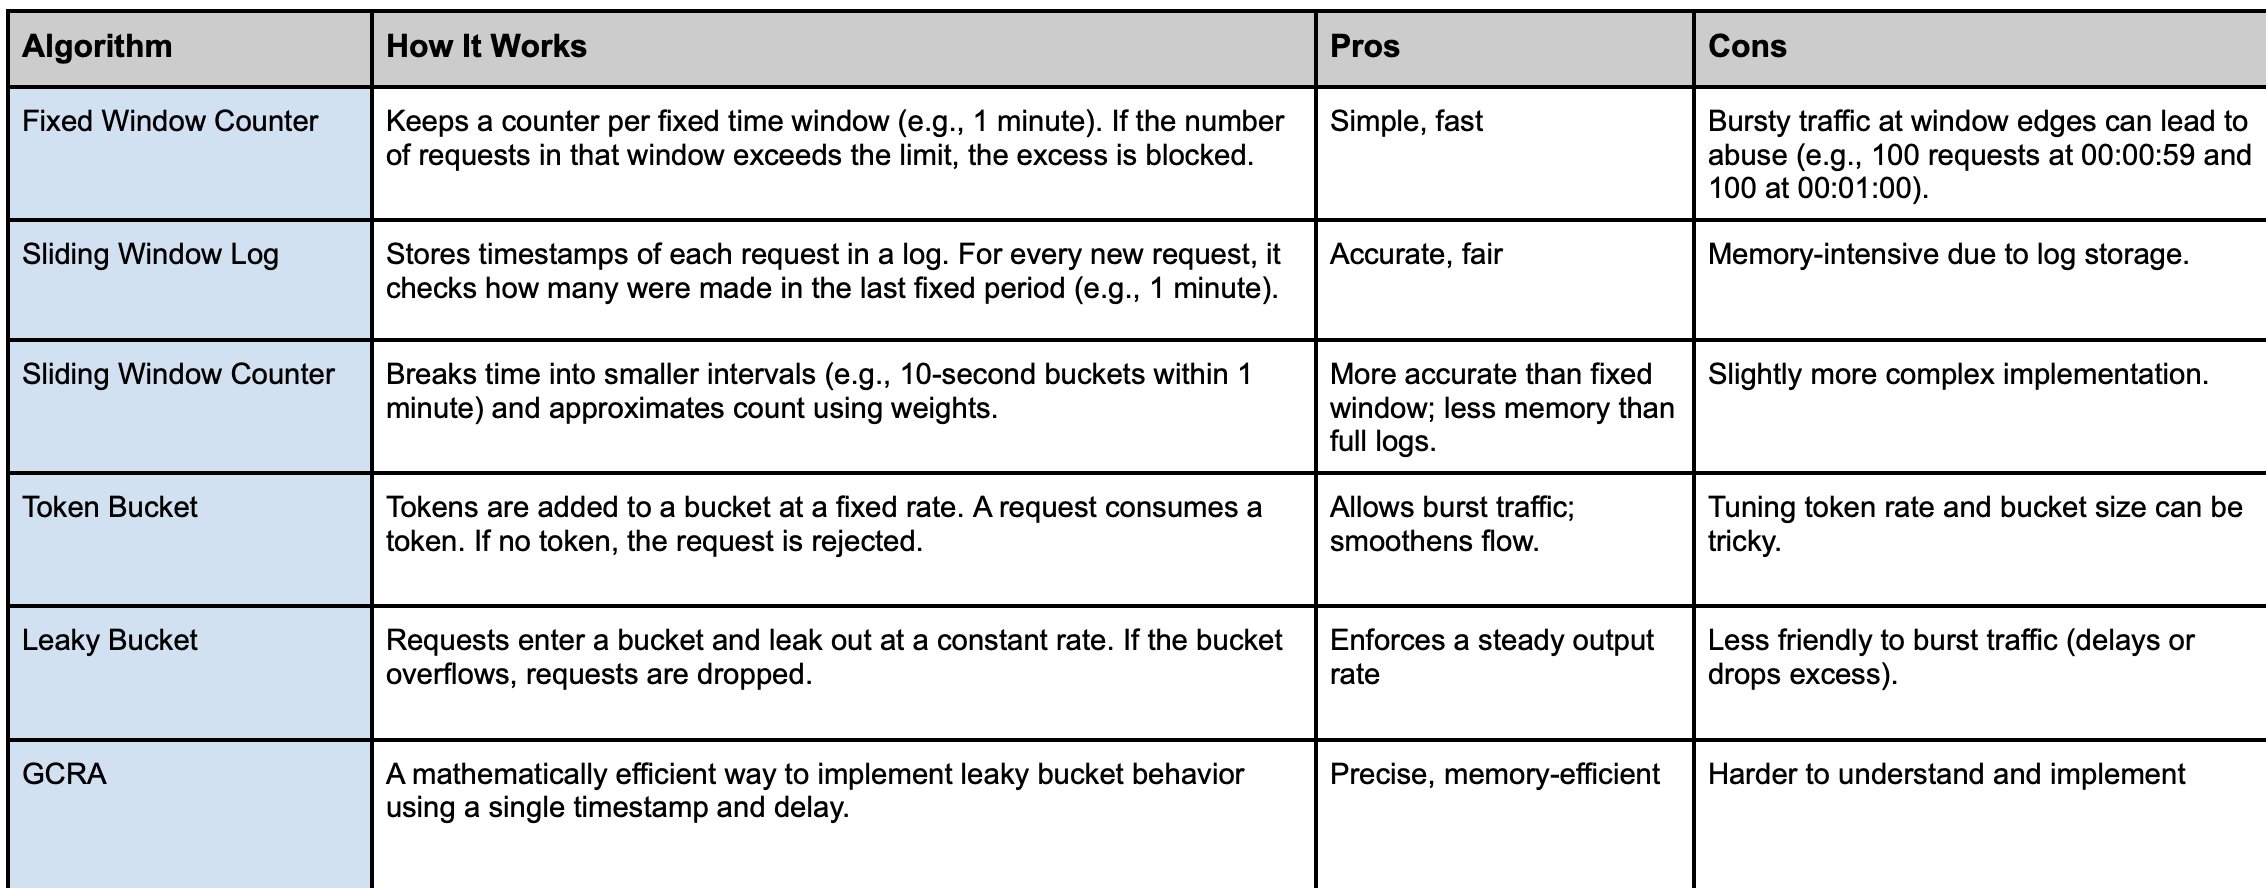 Algorithm
How It Works
Pros
Cons
Fixed Window Counter
Keeps a counter per fixed time window (e.g., 1 minute). If the number
of requests in that window exceeds the limit, the excess is blocked.
Simple, fast
Bursty traffic at window edges can lead to
abuse (e.g., 100 requests at 00:00:59 and
100 at 00:01:00).
Sliding Window Log
Stores timestamps of each request in a log. For every new request, it
checks how many were made in the last fixed period (e.g., 1 minute).
Accurate, fair
Memory-intensive due to log storage.
Sliding Window Counter
Breaks time into smaller intervals (e.g., 10-second buckets within 1
minute) and approximates count using weights.
More accurate than fixed
window; less memory than
full logs.
Slightly more complex implementation.
Token Bucket
Tokens are added to a bucket at a fixed rate. A request consumes a
token. If no token, the request is rejected.
Allows burst traffic;
smoothens flow.
Tuning token rate and bucket size can be
tricky.
Leaky Bucket
Requests enter a bucket and leak out at a constant rate. If the bucket
overflows, requests are dropped.
Enforces a steady output
rate
Less friendly to burst traffic (delays or
drops excess).
GCRA
A mathematically efficient way to implement leaky bucket behavior
using a single timestamp and delay.
Precise, memory-efficient
Harder to understand and implement